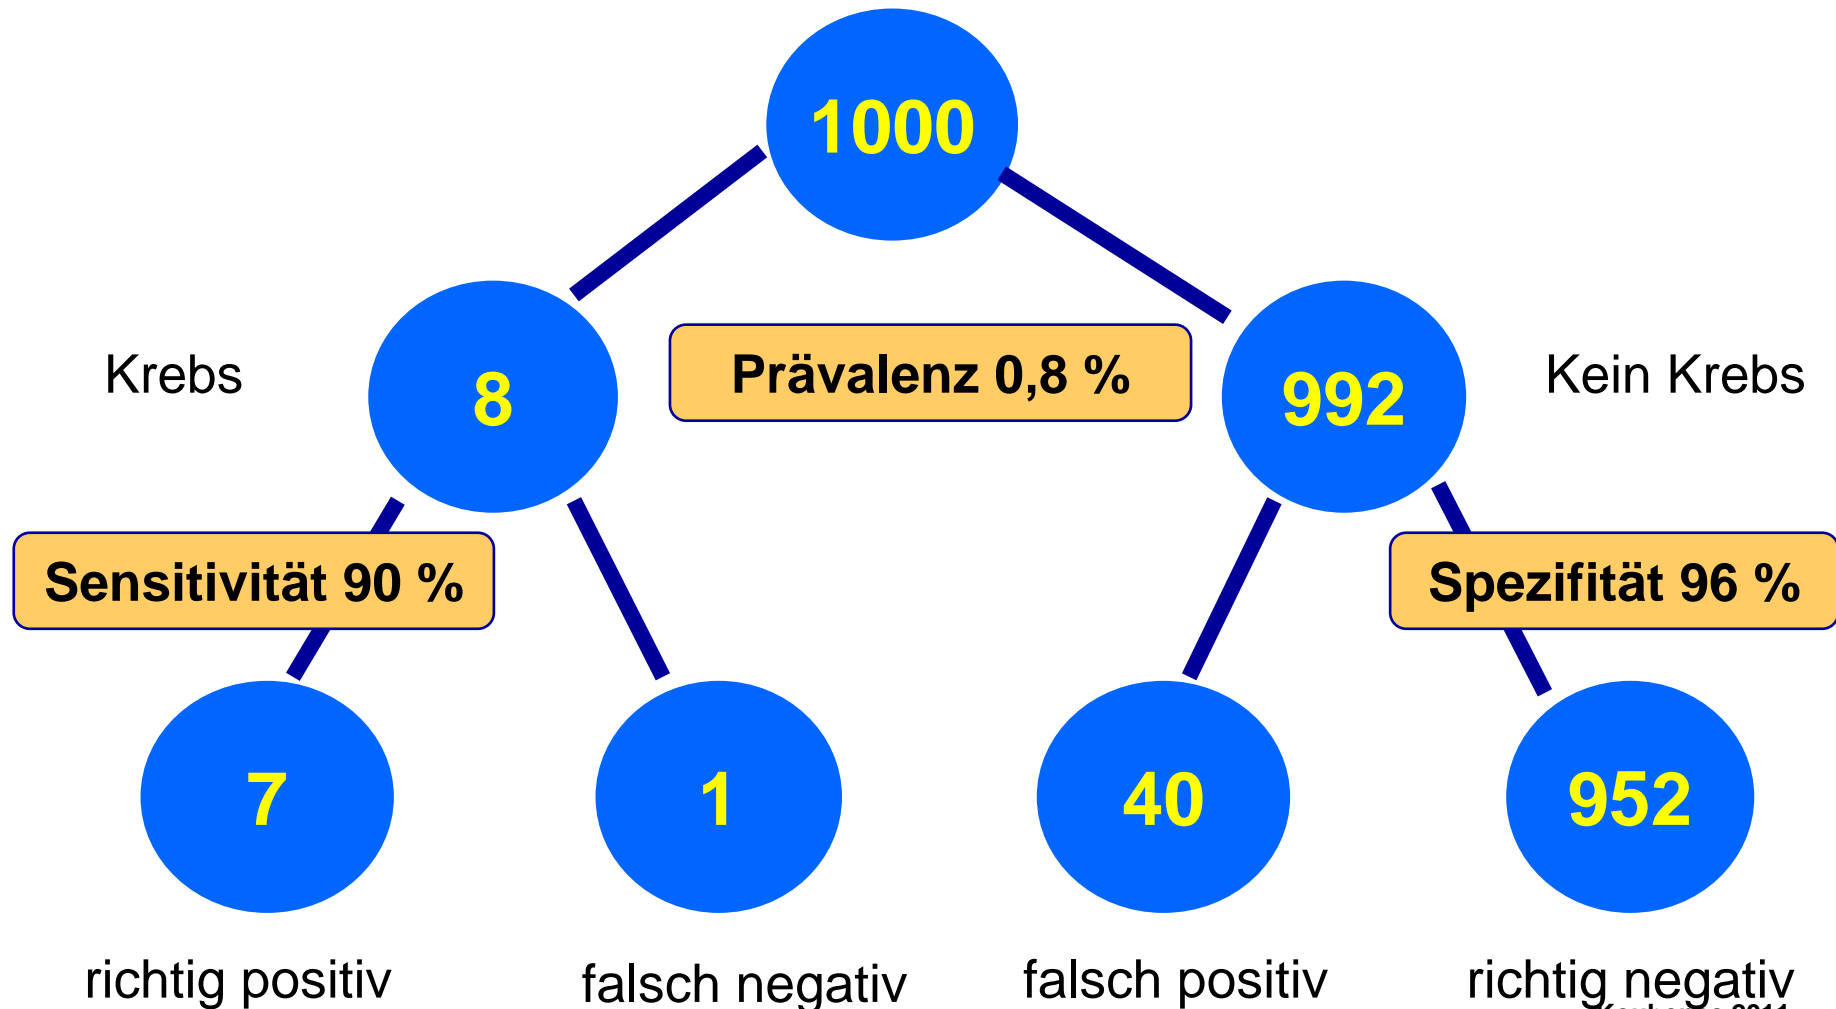 1000
Krebs
8
Prävalenz 0,8 %
992
Kein Krebs
Sensitivität 90 %
Spezifität 96 %
7
1
40
952
richtig positiv
falsch negativ
falsch positiv
richtig negativ
2011